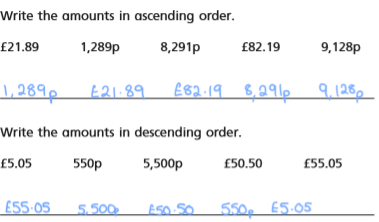 Write the amounts in ascending order.
£21.89 1,289p 8,291p £82.19 9,128p
1,289p £21.89 £82.19 8,291p 9,128p
Write the amounts in descending order.
£5.05 550p 5,500p £50.50 £55.05
£55.05 5,500p £50.50 550p £5.05